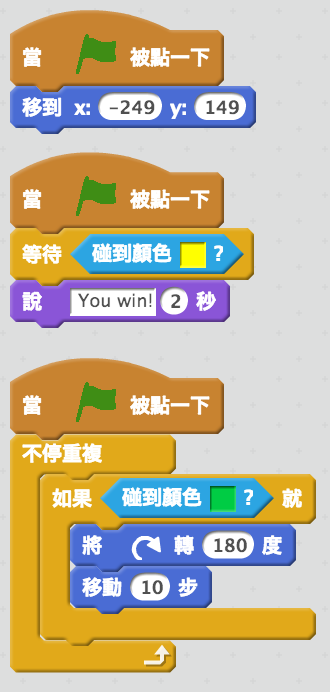 當 被點一下
移到 x: -249 y: 149
當 被點一下
等待 碰到顏色 ?
說 You win! 2 秒
當 被點一下
不停重複
如果 碰到顏色 ? 就
將 轉 180 度
移動 10 步